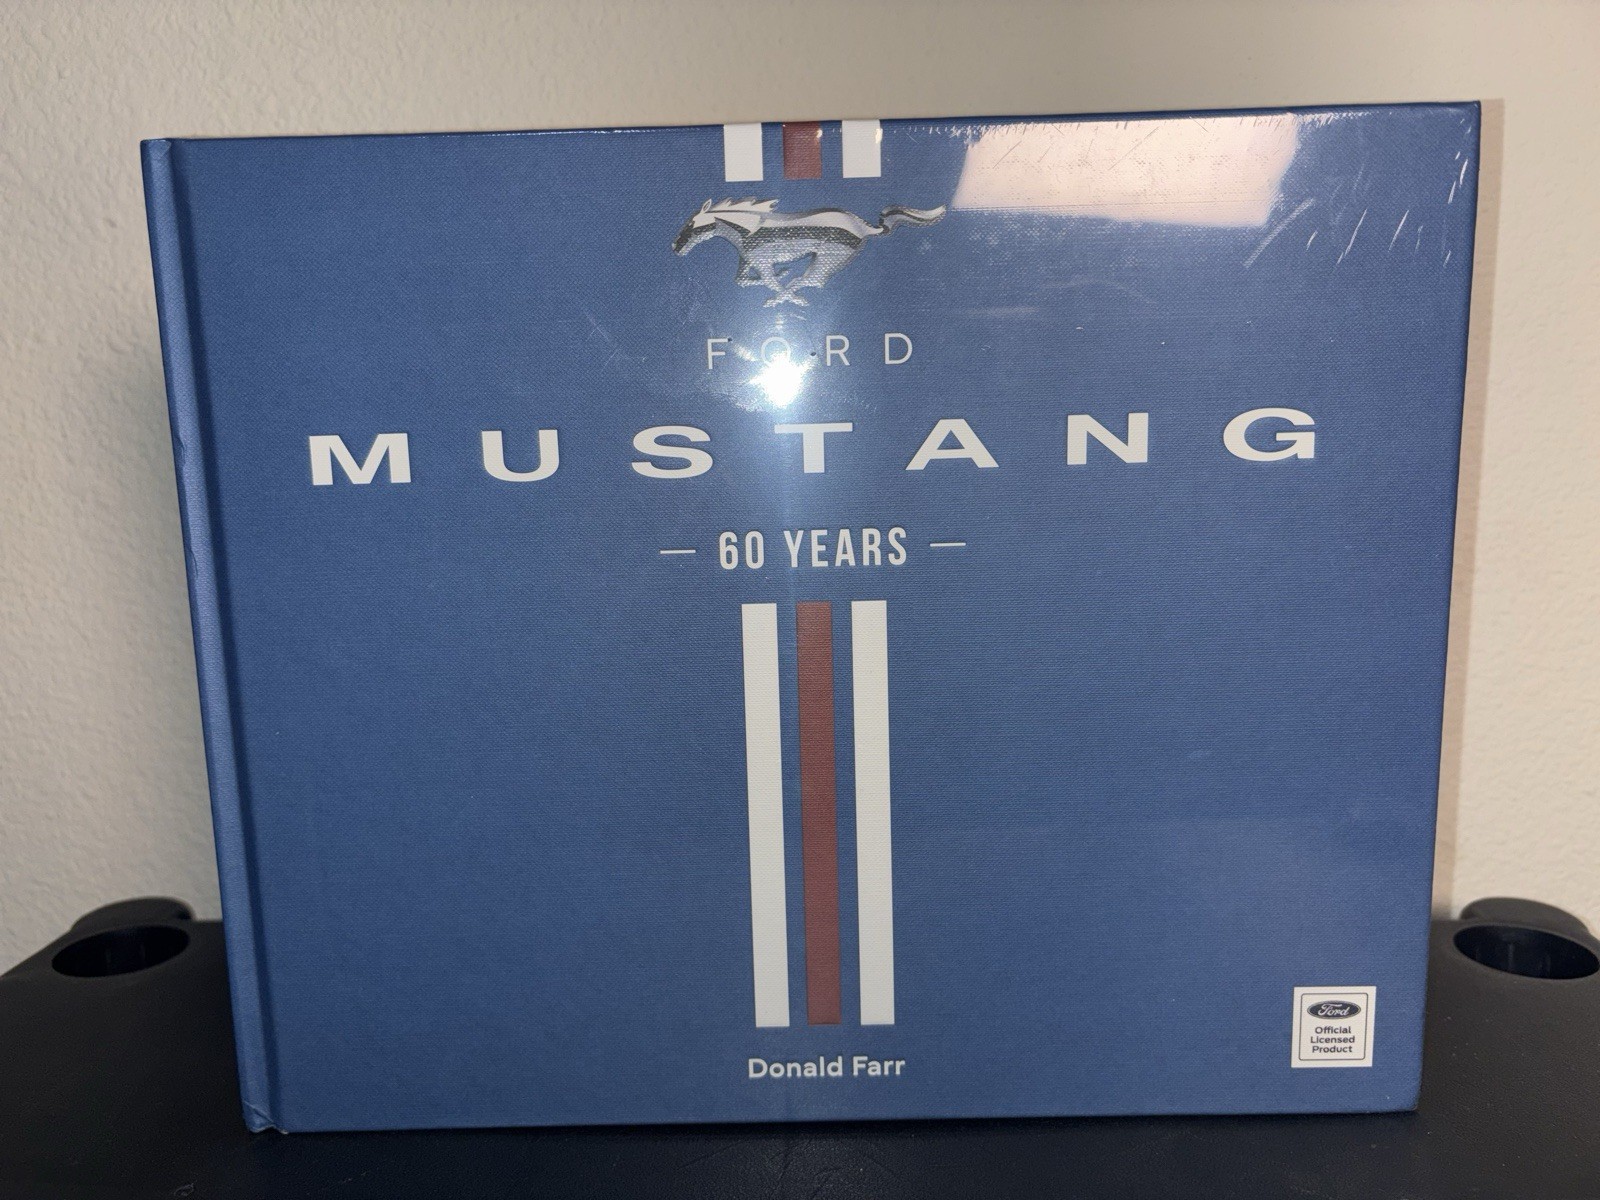 FORD
MUSTANG
— 60 YEARS —
Donald Farr
Ford
Official
Licensed
Product